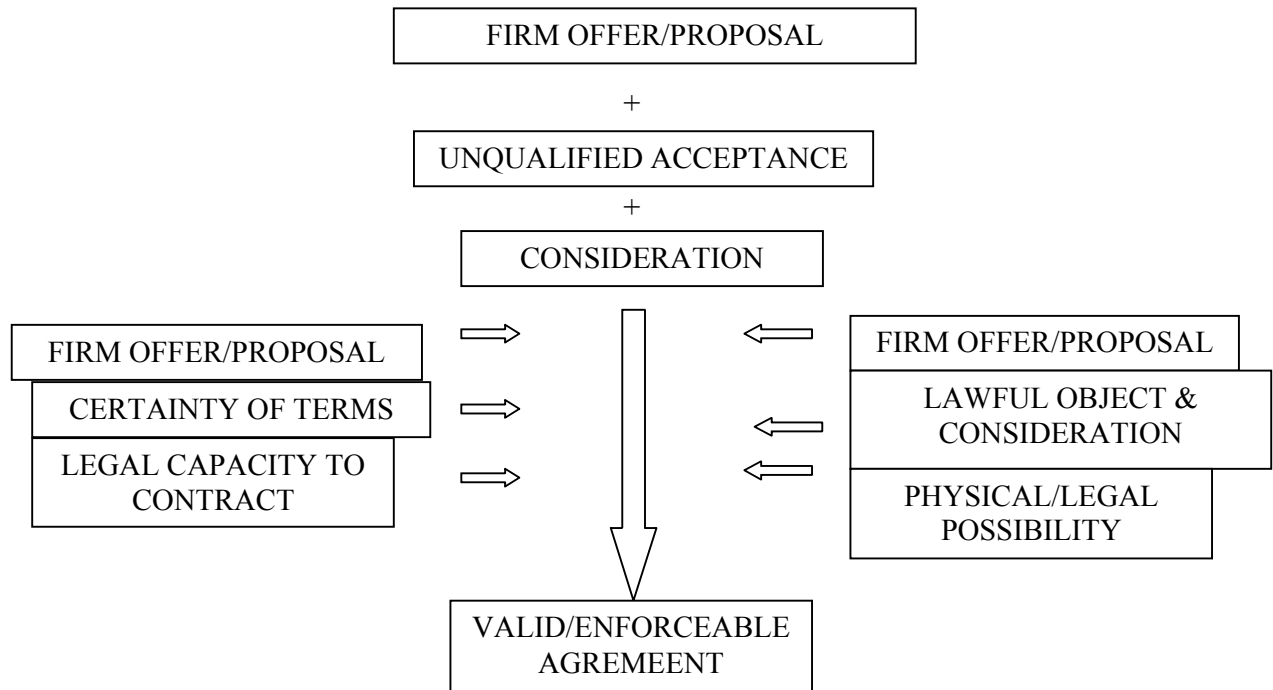 FIRM OFFER/PROPOSAL
+
UNQUALIFIED ACCEPTANCE
+
CONSIDERATION
FIRM OFFER/PROPOSAL
CERTAINTY OF TERMS
LEGAL CAPACITY TO
CONTRACT
FIRM OFFER/PROPOSAL
LAWFUL OBJECT &
CONSIDERATION
PHYSICAL/LEGAL
POSSIBILITY
VALID/ENFORCEABLE
AGREMEENT